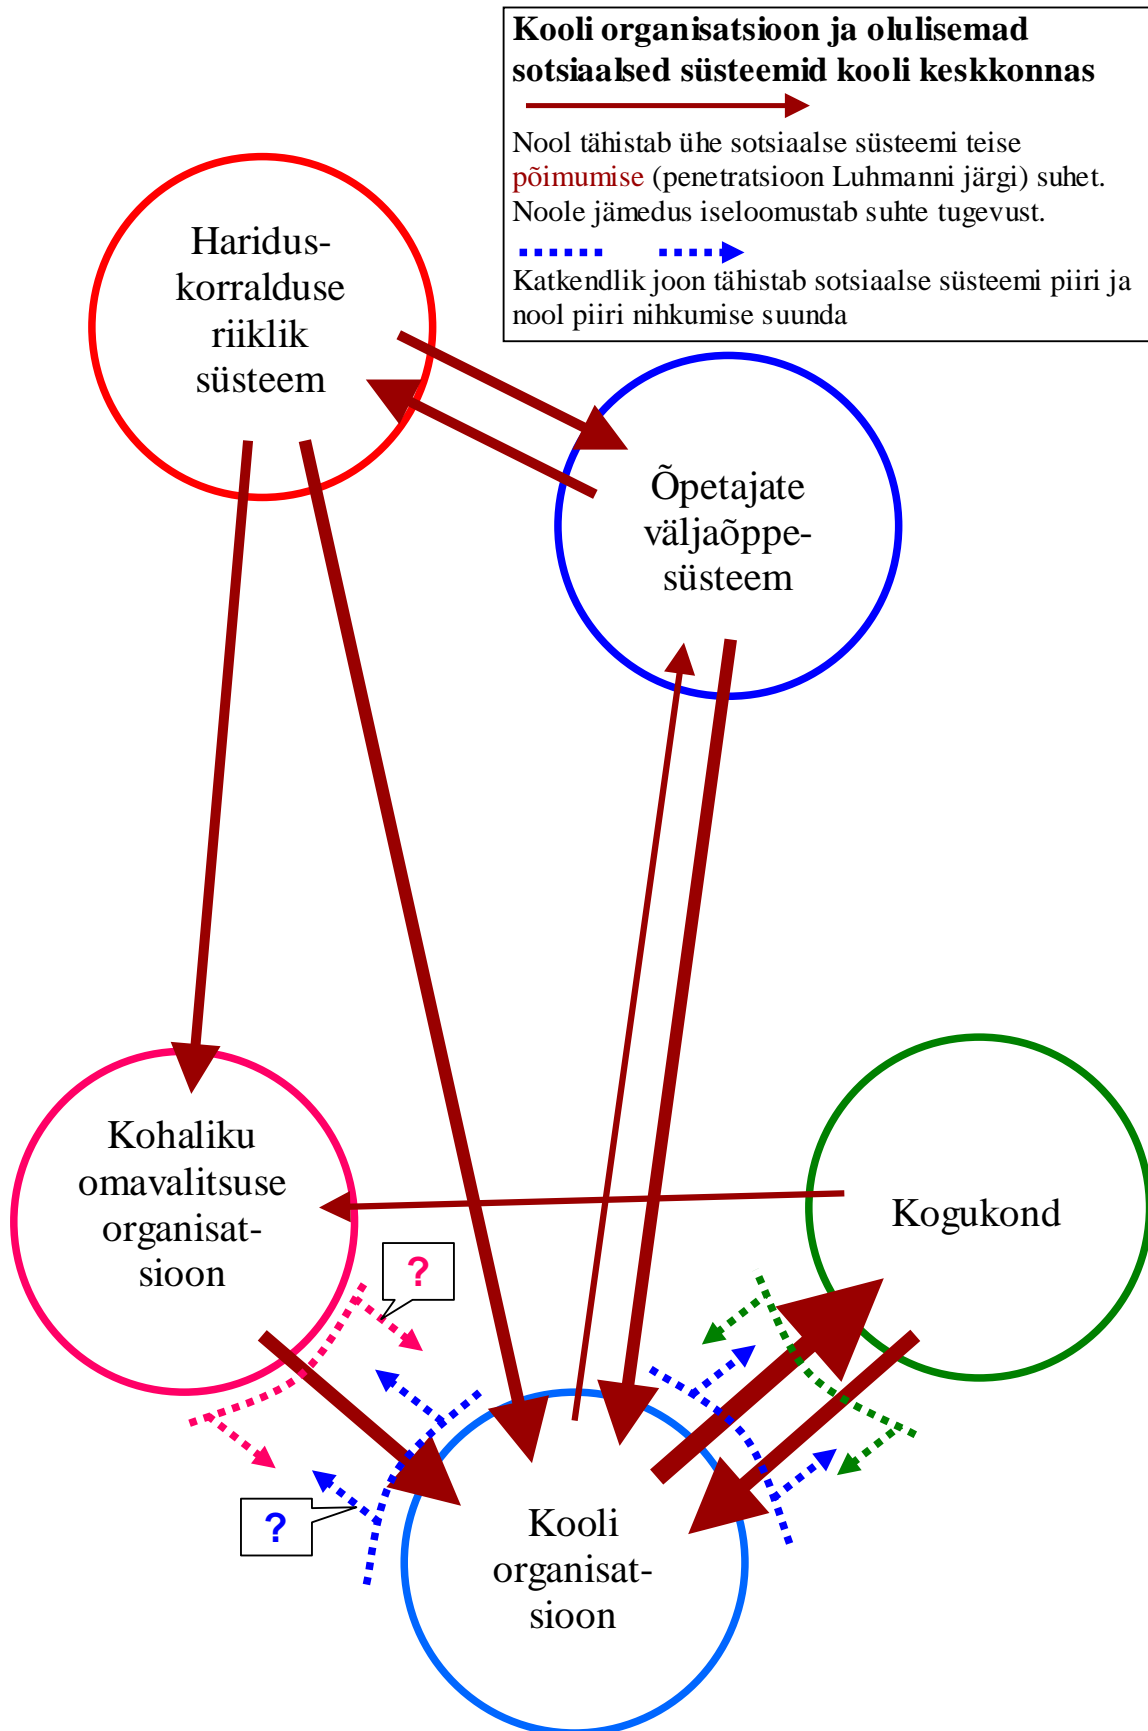 Kooli organisatsioon ja olulisemad
sotsiaalsed süsteemid kooli keskkonnas
Nool tähistab ühe sotsiaalse süsteemi teise
põimumise (penetratsioon Luhmanni järgi) suhet.
Noole jämedus iseloomustab suhte tugevust.
Katkendlik joon tähistab sotsiaalse süsteemi piiri ja
nool piiri nihkumise suunda
Haridus-
korralduse
riiklik
süsteem
Õpetajate
väljaõppe-
süsteem
Kohaliku
omavalitsuse
organisat-
sioon
Kogukond
?
?
Kooli
organisat-
sioon